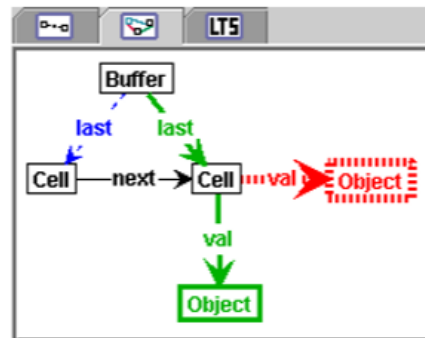 LTS
Buffer
last last
Cell next Cell val Object
val
Object